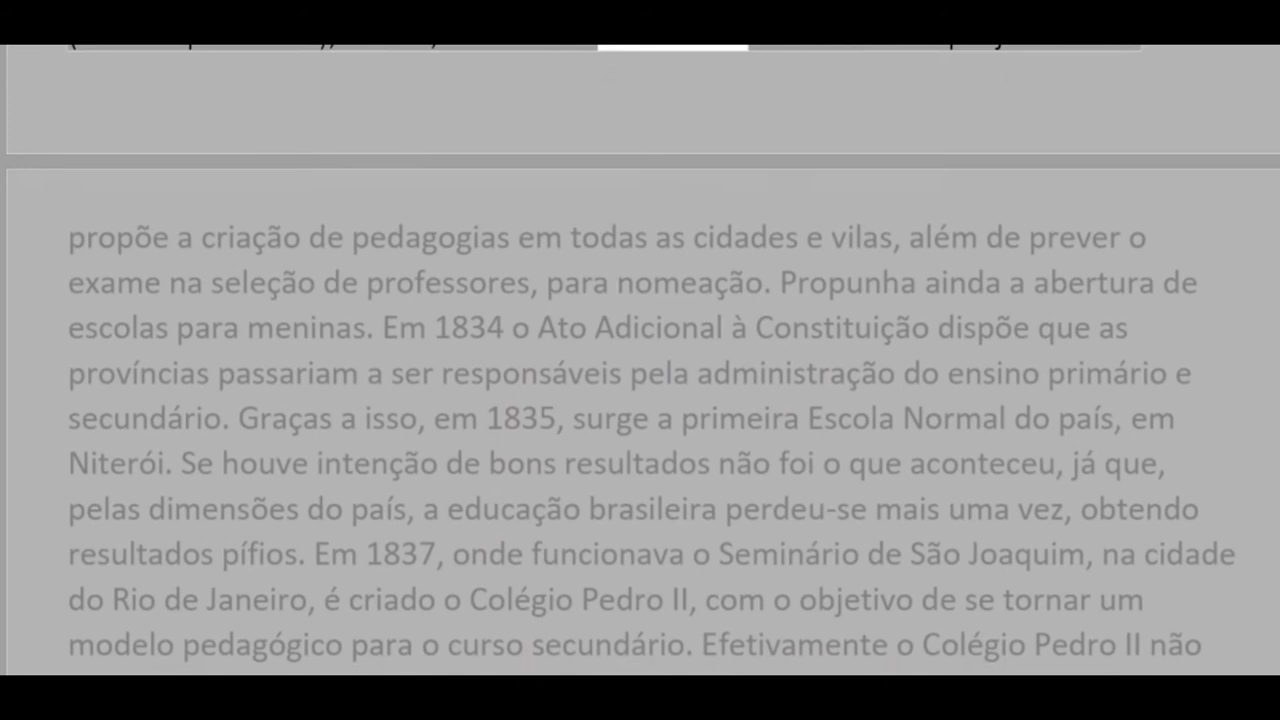 propõe a criação de pedagogias em todas as cidades e vilas, além de prever o
exame na seleção de professores, para nomeação. Propunha ainda a abertura de
escolas para meninas. Em 1834 o Ato Adicional à Constituição dispõe que as
províncias passariam a ser responsáveis pela administração do ensino primário e
secundário. Graças a isso, em 1835, surge a primeira Escola Normal do país, em
Niterói. Se houve intenção de bons resultados não foi o que aconteceu, já que,
pelas dimensões do país, a educação brasileira perdeu-se mais uma vez, obtendo
resultados pífios. Em 1837, onde funcionava o Seminário de São Joaquim, na cidade
do Rio de Janeiro, é criado o Colégio Pedro II, com o objetivo de se tornar um
modelo pedagógico para o curso secundário. Efetivamente o Colégio Pedro II não